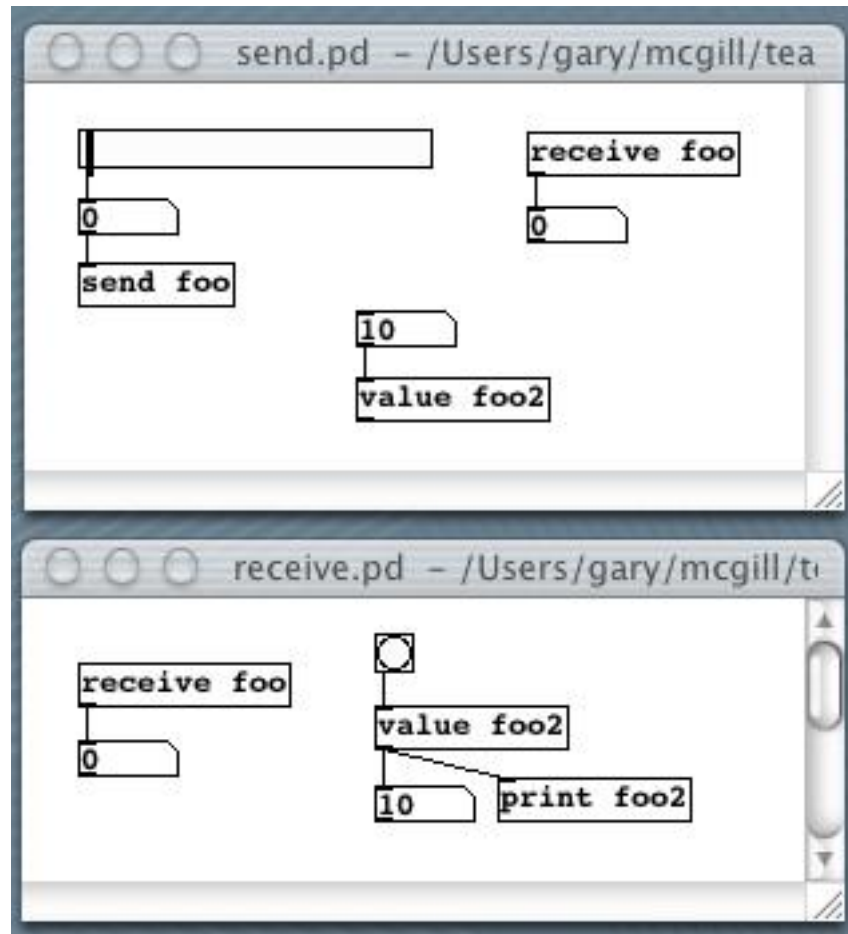 send.pd – /Users/gary/mcgill/tea
receive foo
0
0
send foo
10
value foo2
receive.pd – /Users/gary/mcgill/t
receive foo
value foo2
0
10
print foo2